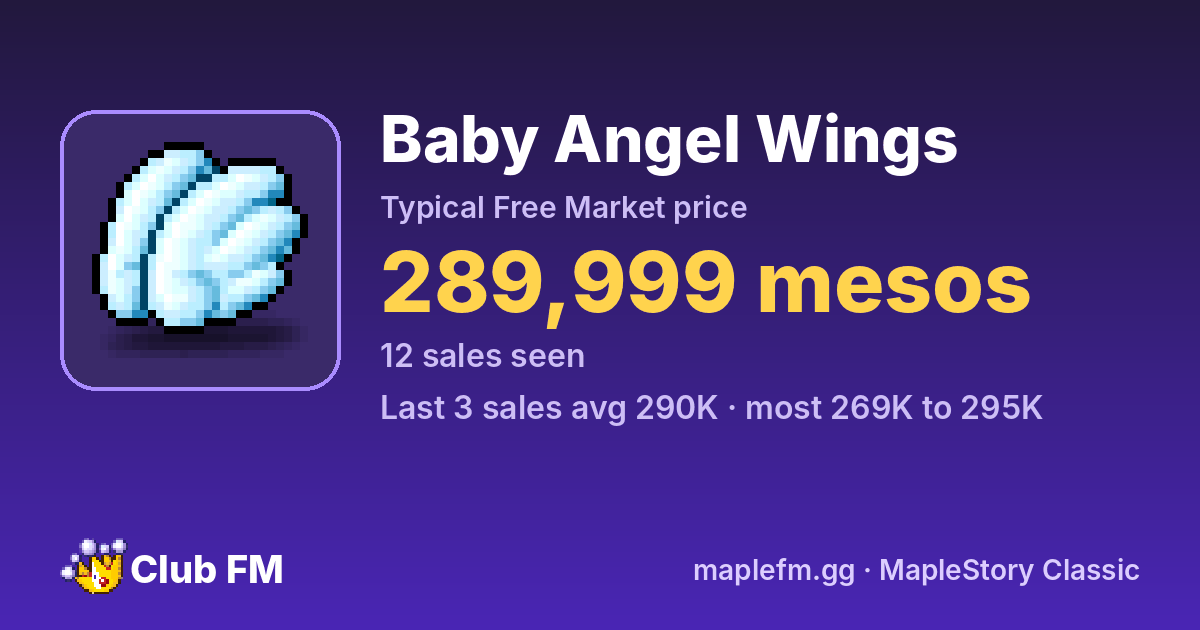 Baby Angel Wings
Typical Free Market price
289,999 mesos
12 sales seen
Last 3 sales avg 290K · most 269K to 295K
Club FM
maplefm.gg · MapleStory Classic